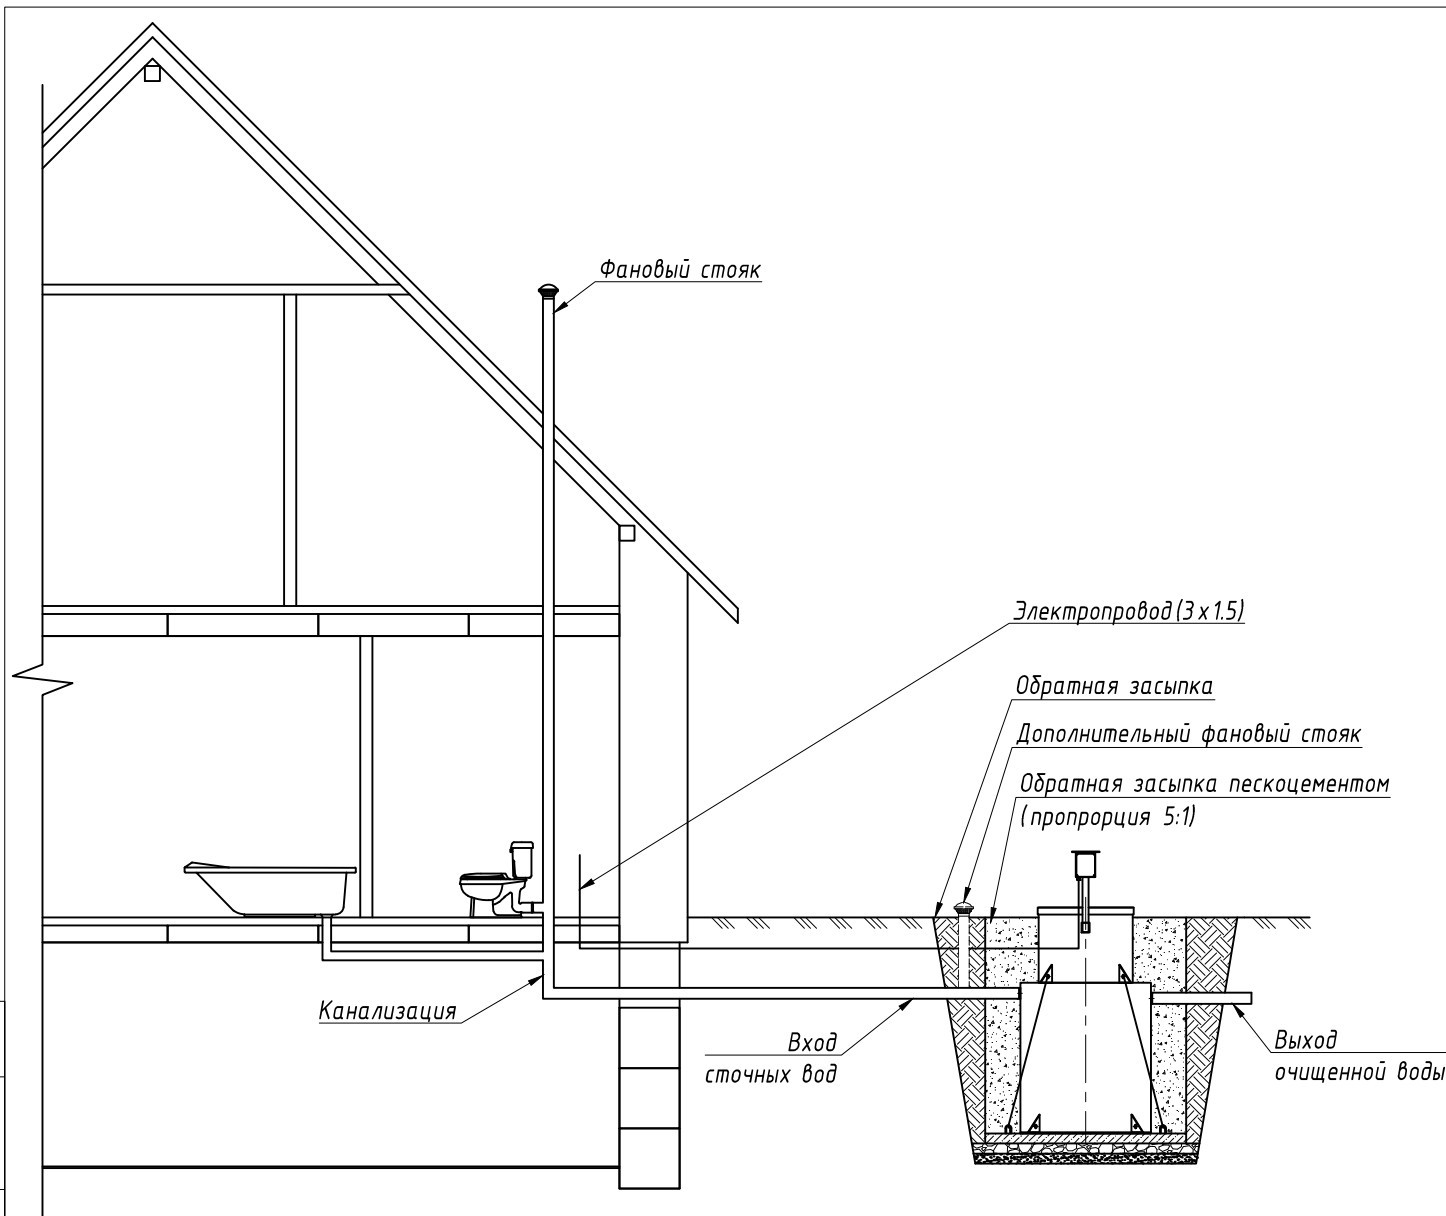 Фановый стояк
Электропровод (3 х 1.5)
Обратная засыпка
Дополнительный фановый стояк
Обратная засыпка пескоцементом
(пропрорция 5:1)
Канализация
Вход
сточных вод
Выход
очищенной воды